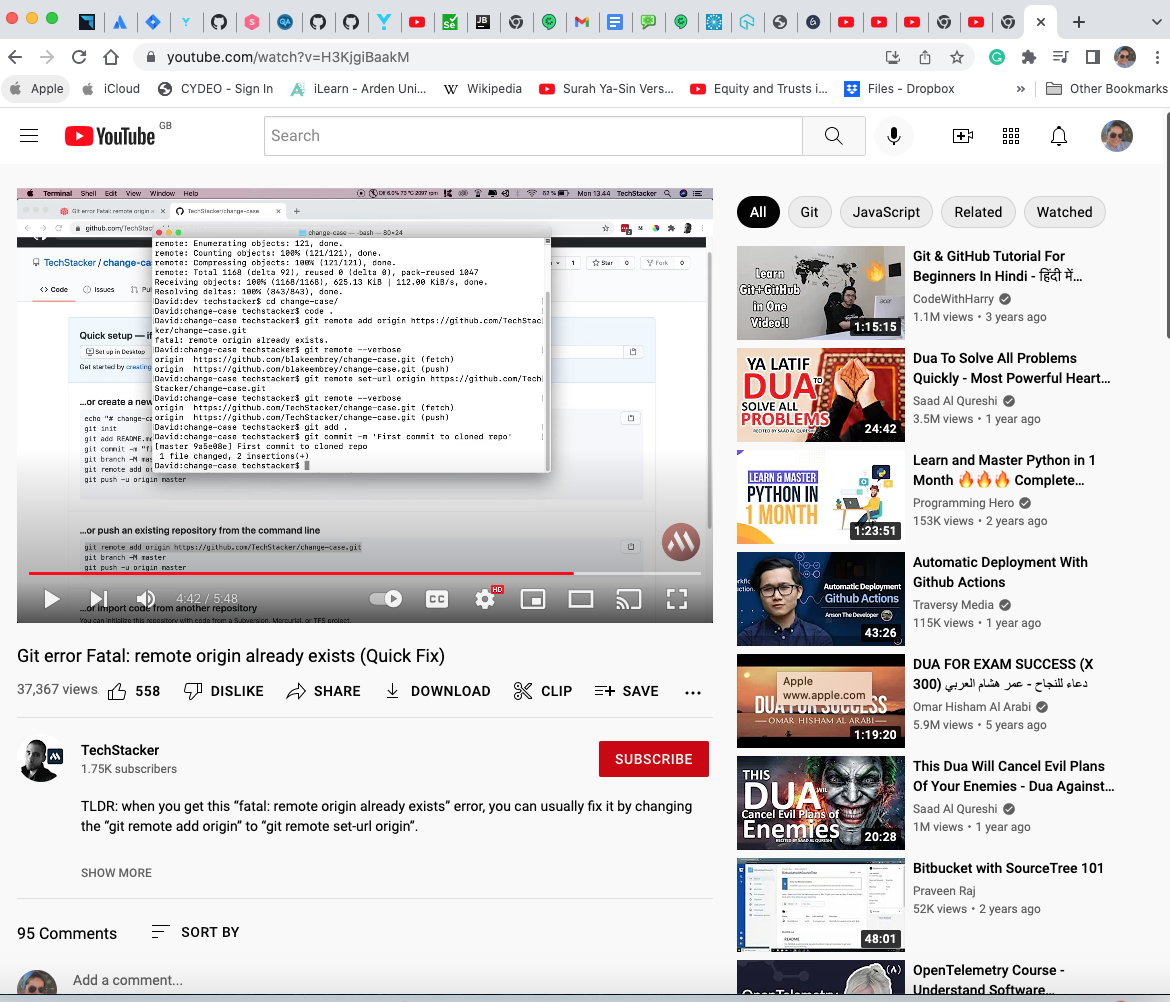 youtube.com/watch?v=H3KjgiBaakM
Apple
iCloud
CYDEO - Sign In
iLearn - Arden Uni...
Wikipedia
Surah Ya-Sin Vers...
Equity and Trusts i...
Files - Dropbox
»
Other Bookmarks
YouTube GB
Search
Terminal Shell Edit View Window Help
Mon 13.44 TechStacker
Git error Fatal: remote origin a
TechStacker/change-case
github.com/TechStac
change-case — -bash — 80×24
remote: Enumerating objects: 121, done.
remote: Counting objects: 100% (121/121), done.
remote: Compressing objects: 100% (121/121), done.
remote: Total 1168 (delta 92), reused 0 (delta 0), pack-reused 1047
Receiving objects: 100% (1168/1168), 625.13 KiB | 112.00 KiB/s, done.
Resolving deltas: 100% (843/843), done.
David:dev techstacker$ cd change-case/
David:change-case techstacker$ code .
David:change-case techstacker$ git remote add origin https://github.com/TechStac
ker/change-case.git
fatal: remote origin already exists.
David:change-case techstacker$ git remote --verbose
origin https://github.com/blakeembrey/change-case.git (fetch)
origin https://github.com/blakeembrey/change-case.git (push)
David:change-case techstacker$ git remote set-url origin https://github.com/Tech
Stacker/change-case.git
David:change-case techstacker$ git remote --verbose
origin https://github.com/TechStacker/change-case.git (fetch)
origin https://github.com/TechStacker/change-case.git (push)
David:change-case techstacker$ git add .
David:change-case techstacker$ git commit -m 'First commit to cloned repo'
[master 9a5e08e] First commit to cloned repo
1 file changed, 2 insertions(+)
David:change-case techstacker$
TechStacker / change-ca
1 Star 0 Fork 0
Code
Issues
Pu
Quick setup — if
Set up in Desktop
Get started by creating
...or create a new
echo "# change-c
git init
git add README.m
git commit -m "fi
git branch -M mas
git remote add o
git push -u origin master
...or push an existing repository from the command line
git remote add origin https://github.com/TechStacker/change-case.git
git branch -M master
git push -u origin master
...or import code from another repository
You can initialize this repository with code from a Subversion, Mercurial, or TFS project.
4:42 / 5:48
CC
HD
Git error Fatal: remote origin already exists (Quick Fix)
37,367 views
558
DISLIKE
SHARE
DOWNLOAD
CLIP
SAVE
TechStacker
1.75K subscribers
SUBSCRIBE
TLDR: when you get this “fatal: remote origin already exists” error, you can usually fix it by changing
the “git remote add origin” to “git remote set-url origin”.
SHOW MORE
95 Comments
SORT BY
Add a comment...
All
Git
JavaScript
Related
Watched
Learn
Git+GitHub
in One
Video!!
acer
1:15:15
Git & GitHub Tutorial For
Beginners In Hindi - हिंदी में...
CodeWithHarry
1.1M views • 3 years ago
YA LATIF
DUA TO
SOLVE ALL
PROBLEMS
RECITED BY SAAD AL QURESHI
24:42
Dua To Solve All Problems
Quickly - Most Powerful Heart...
Saad Al Qureshi
3.5M views • 1 year ago
LEARN & MASTER
PYTHON IN
1 MONTH
1:23:51
Learn and Master Python in 1
Month 🔥🔥🔥 Complete...
Programming Hero
153K views • 2 years ago
Automatic Deployment
Github Actions
Anson The Developer
43:26
Automatic Deployment With
Github Actions
Traversy Media
115K views • 1 year ago
Apple
www.apple.com
DUA FOR SUCCESS
OMAR HISHAM AL ARABI
1:19:20
DUA FOR EXAM SUCCESS (X
300) دعاء للنجاح - عمر هشام العربي
Omar Hisham Al Arabi
5.9M views • 5 years ago
THIS
DUA WILL
Cancel Evil Plans of
Enemies
RECITED BY SAAD AL QURESHI
20:28
This Dua Will Cancel Evil Plans
Of Your Enemies - Dua Against...
Saad Al Qureshi
1M views • 1 year ago
README
48:01
Bitbucket with SourceTree 101
Praveen Raj
52K views • 2 years ago
OpenTelemetry
OpenTelemetry Course -
Understand Software...